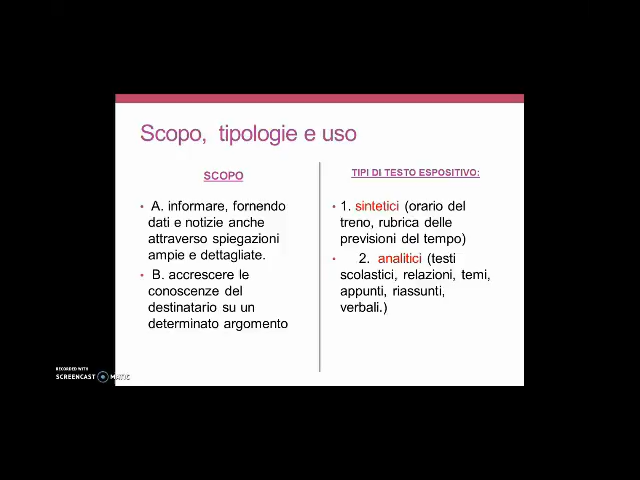 Scopo, tipologie e uso
SCOPO
• A. informare, fornendo
dati e notizie anche
attraverso spiegazioni
ampie e dettagliate.
• B. accrescere le
conoscenze del
destinatario su un
determinato argomento
TIPI DI TESTO ESPOSITIVO:
• 1. sintetici (orario del
treno, rubrica delle
previsioni del tempo)
• 2. analitici (testi
scolastici, relazioni, temi,
appunti, riassunti,
verbali.)
RECORDED WITH
SCREENCAST MATIC